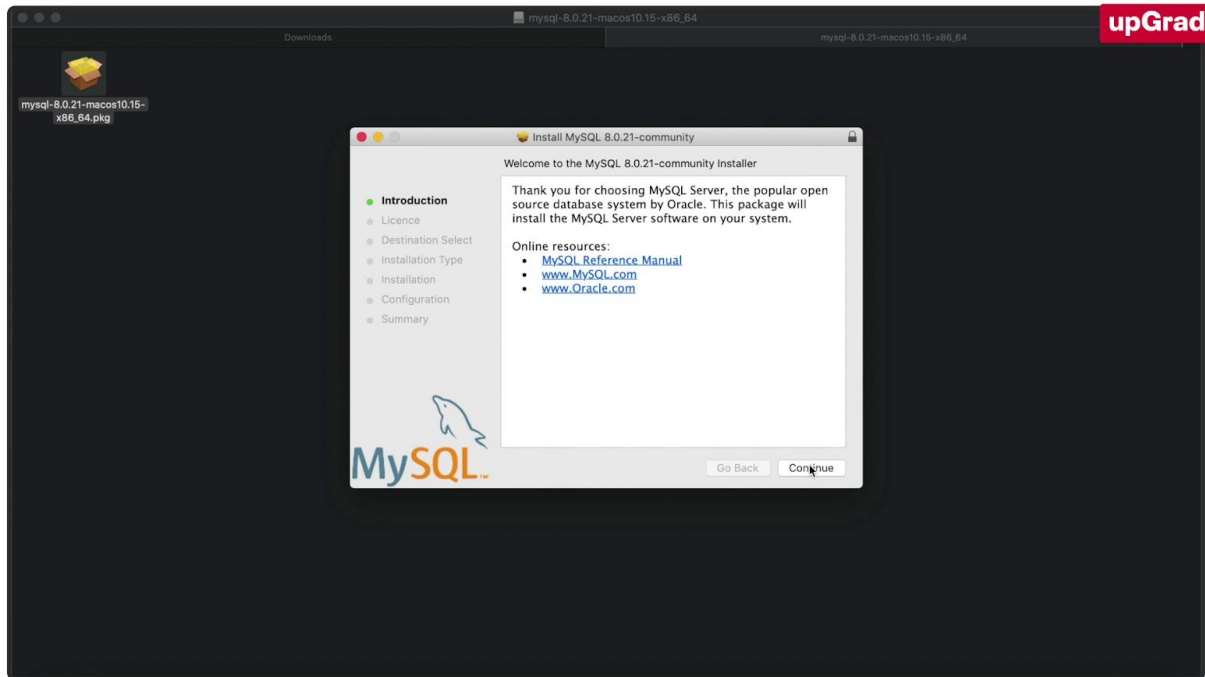 mysql-8.0.21-macos10.15-x86_64
upGrad
Downloads
mysql-8.0.21-macos10.15-x86_64
mysql-8.0.21-macos10.15-
x86_64.pkg
Install MySQL 8.0.21-community
Welcome to the MySQL 8.0.21-community Installer
Introduction
Licence
Destination Select
Installation Type
Installation
Configuration
Summary
Thank you for choosing MySQL Server, the popular open
source database system by Oracle. This package will
install the MySQL Server software on your system.
Online resources:
• MySQL Reference Manual
• www.MySQL.com
• www.Oracle.com
MySQL™
Go Back
Continue